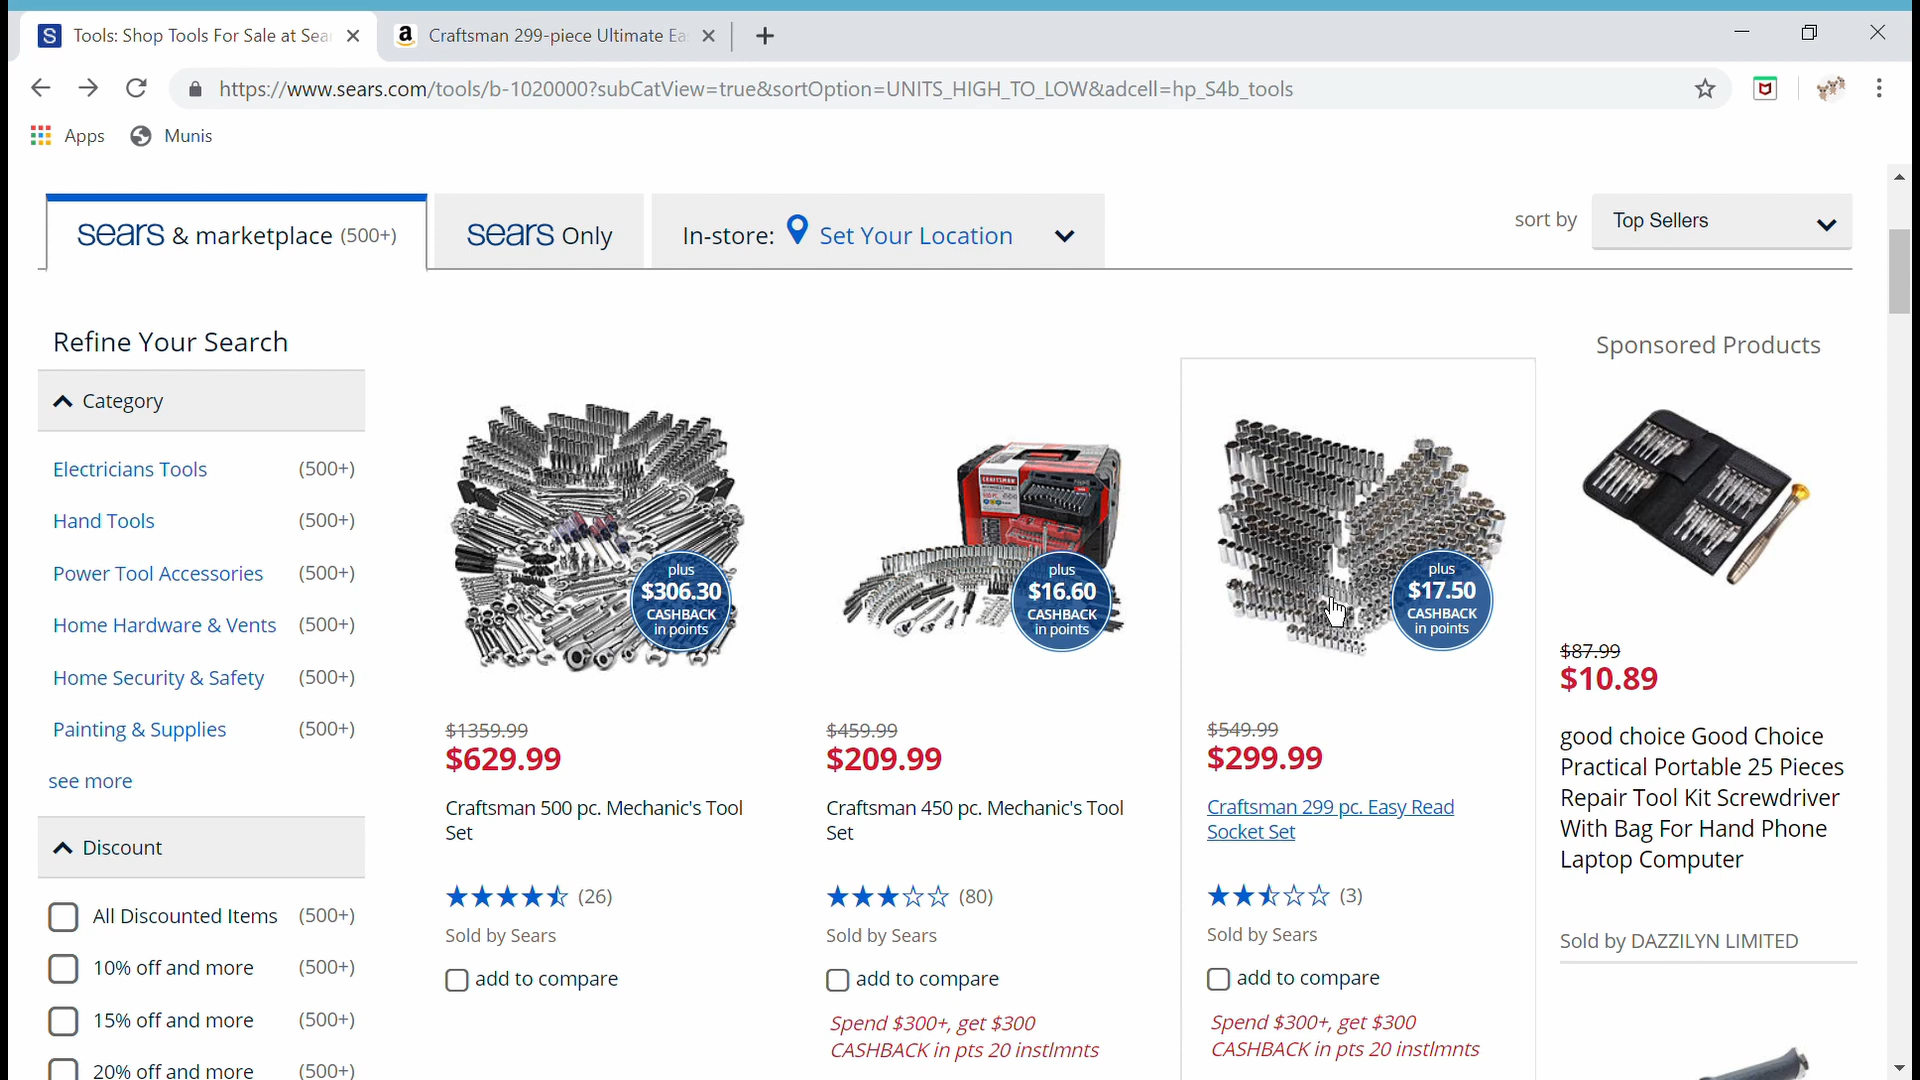 Tools: Shop Tools For Sale at Sea
Craftsman 299-piece Ultimate Ea
https://www.sears.com/tools/b-1020000?subCatView=true&sortOption=UNITS_HIGH_TO_LOW&adcell=hp_S4b_tools
Apps
Munis
sears & marketplace (500+)
sears Only
In-store: Set Your Location
sort by
Top Sellers
Refine Your Search
Category
Electricians Tools (500+)
Hand Tools (500+)
Power Tool Accessories (500+)
Home Hardware & Vents (500+)
Home Security & Safety (500+)
Painting & Supplies (500+)
see more
Discount
All Discounted Items (500+)
10% off and more (500+)
15% off and more (500+)
20% off and more (500+)
plus
$306.30
CASHBACK
in points
$1359.99
$629.99
Craftsman 500 pc. Mechanic's Tool
Set
(26)
Sold by Sears
add to compare
CRAFTSMAN
plus
$16.60
CASHBACK
in points
$459.99
$209.99
Craftsman 450 pc. Mechanic's Tool
Set
(80)
Sold by Sears
add to compare
Spend $300+, get $300
CASHBACK in pts 20 instlmnts
plus
$17.50
CASHBACK
in points
$549.99
$299.99
Craftsman 299 pc. Easy Read
Socket Set
(3)
Sold by Sears
add to compare
Spend $300+, get $300
CASHBACK in pts 20 instlmnts
Sponsored Products
$87.99
$10.89
good choice Good Choice
Practical Portable 25 Pieces
Repair Tool Kit Screwdriver
With Bag For Hand Phone
Laptop Computer
Sold by DAZZILYN LIMITED